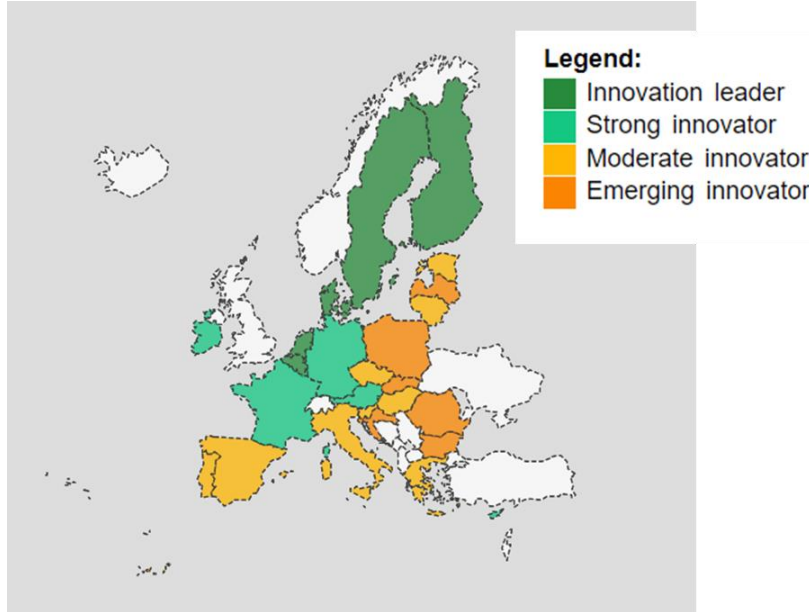 Legend:
Innovation leader
Strong innovator
Moderate innovator
Emerging innovator